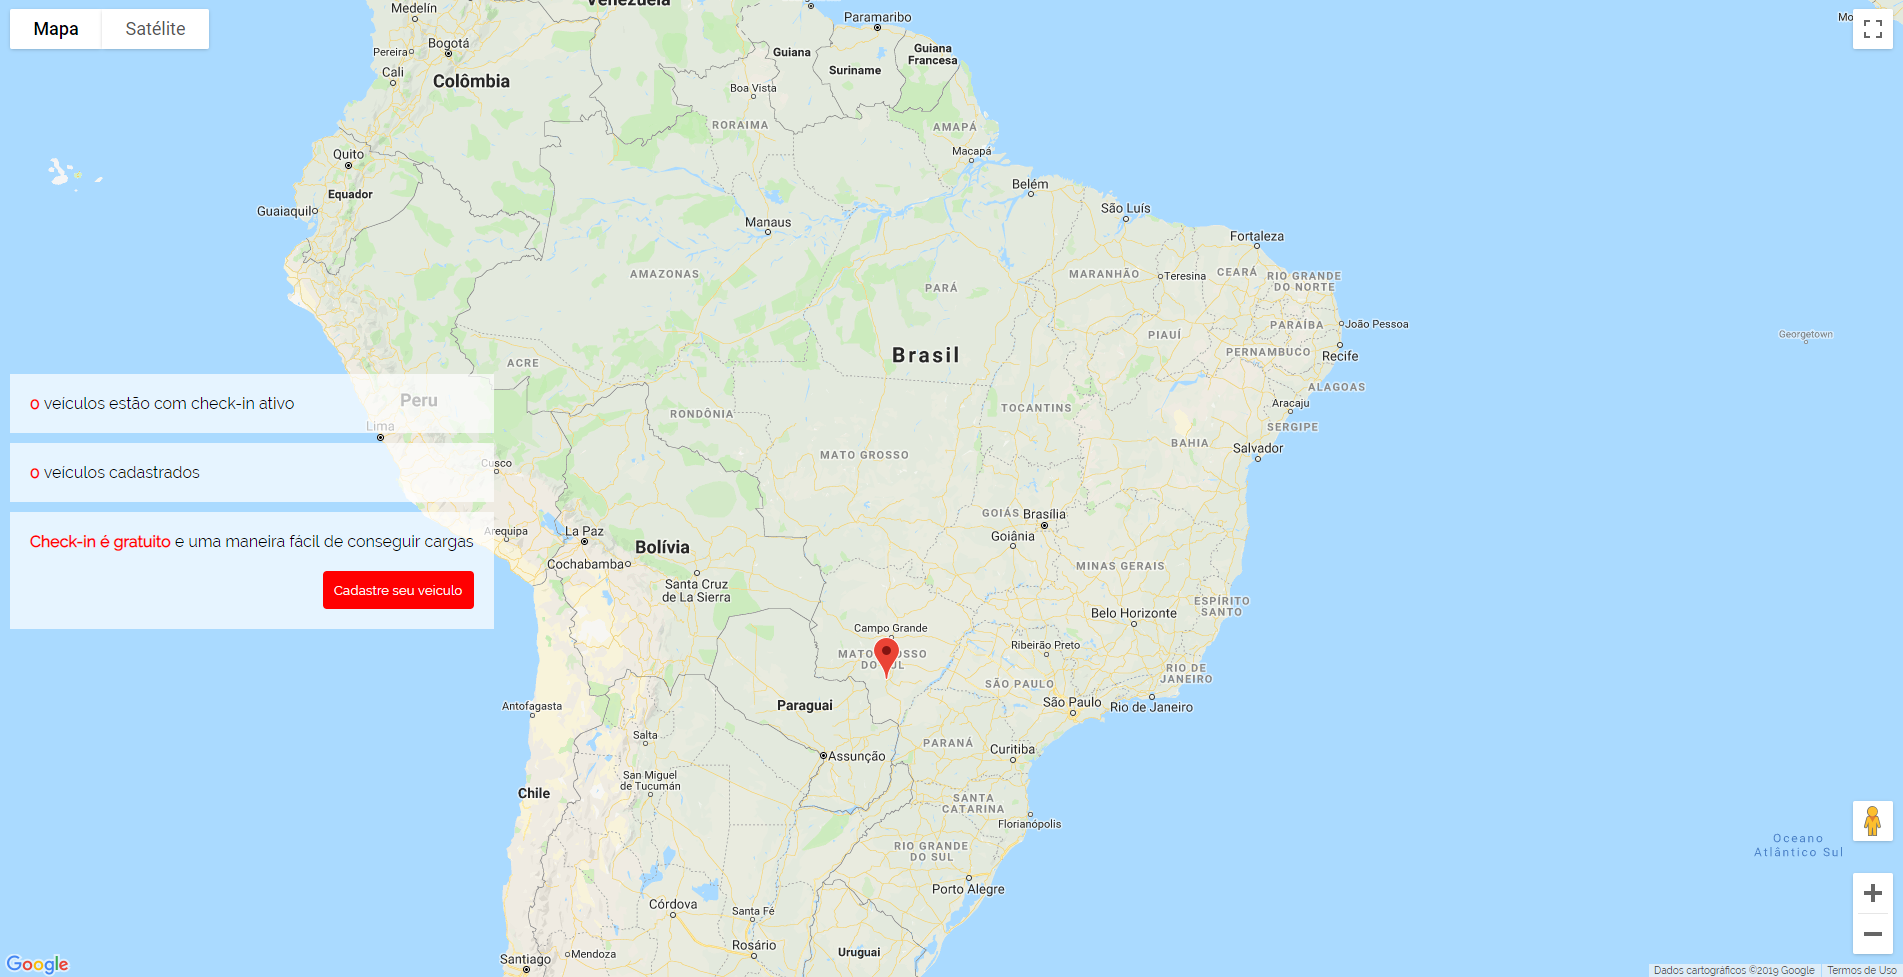 Mapa
Satélite
Medellín
Venezuela
Paramaribo
Bogotá
Pereira
Guiana
Guiana
Francesa
Cali
Colômbia
Suriname
Boa Vista
RORAIMA
AMAPÁ
Quito
Macapá
Equador
Belém
Guaiaquil
Manaus
São Luís
Fortaleza
AMAZONAS
MARANHÃO
Teresina
CEARÁ
RIO GRANDE
DO NORTE
PARÁ
PARAÍBA
João Pessoa
PIAUÍ
Georgetown
Brasil
PERNAMBUCO
Recife
ACRE
ALAGOAS
0 veiculos estão com check-in ativo
Peru
RONDÔNIA
TOCANTINS
Aracaju
SERGIPE
Lima
MATO GROSSO
BAHIA
Salvador
Cusco
0 veiculos cadastrados
GOIÁS
Brasília
Arequipa
La Paz
Goiânia
Check-in é gratuito e uma maneira fácil de conseguir cargas
Bolívia
Cochabamba
MINAS GERAIS
Santa Cruz
de La Sierra
Cadastre seu veiculo
ESPÍRITO
SANTO
Belo Horizonte
Campo Grande
Ribeirão Preto
RIO DE
JANEIRO
SÃO PAULO
São Paulo
Rio de Janeiro
Antofagasta
Paraguai
Salta
PARANÁ
Curitiba
Assunção
San Miguel
de Tucumán
Chile
SANTA
CATARINA
Florianópolis
RIO GRANDE
DO SUL
Oceano
Atlântico Sul
Porto Alegre
Córdova
Santa Fé
Rosário
Uruguai
Mendoza
Santiago
Google
Dados cartográficos ©2019 Google
Termos de Uso